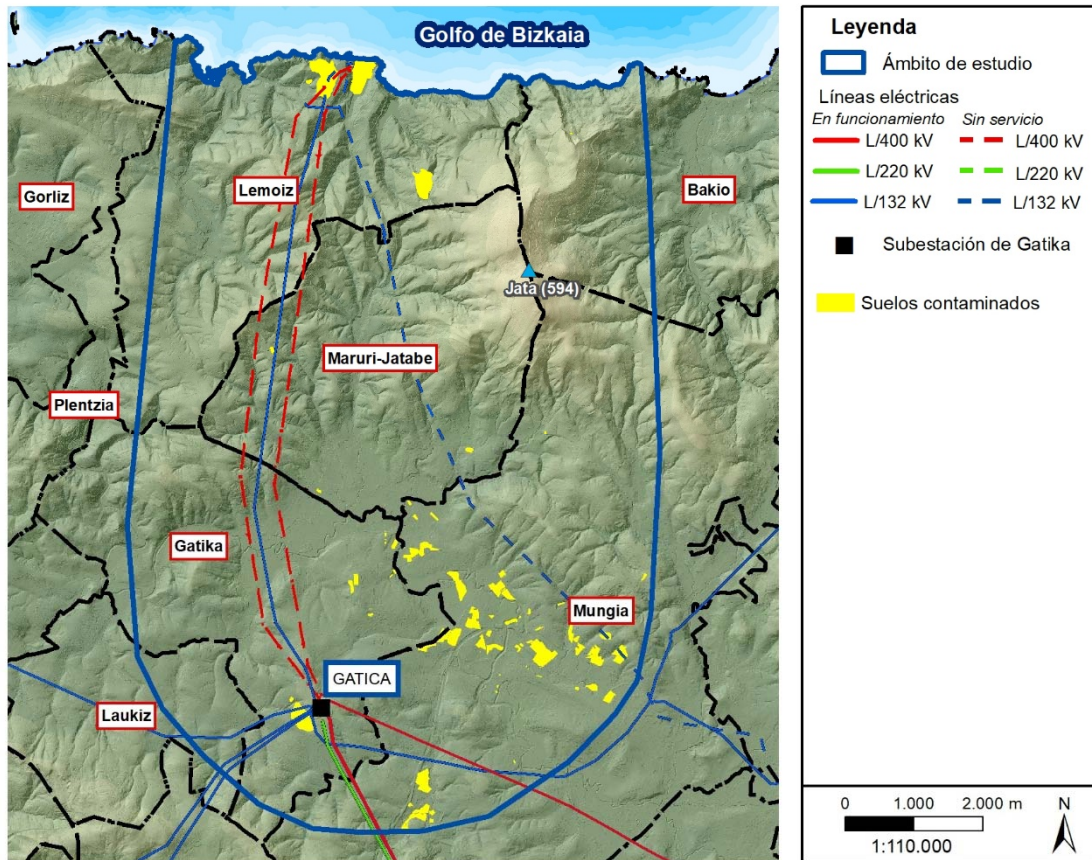 Golfo de Bizkaia
Gorliz
Lemoiz
Bakio
Jata (594)
Maruri-Jatabe
Plentzia
Gatika
Mungia
GATICA
Laukiz
Leyenda
Ámbito de estudio
Líneas eléctricas
En funcionamiento Sin servicio
L/400 kV L/400 kV
L/220 kV L/220 kV
L/132 kV L/132 kV
Subestación de Gatika
Suelos contaminados
0 1.000 2.000 m N
1:110.000